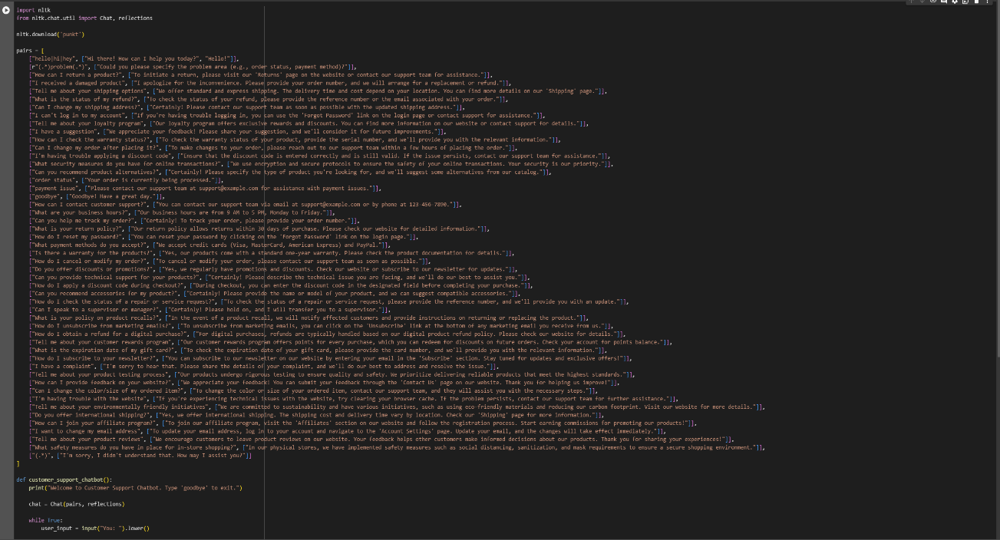 import nltk
from nltk.chat.util import Chat, reflections
nltk.download('punkt')
pairs = [
["hello|hi|hey", ["Hi there! How can I help you today?", "Hello!"]],
[r"(.*)problem(.*)", ["Could you please specify the problem area (e.g., order status, payment method)?"]],
["How can I return a product?", ["To initiate a return, please visit our 'Returns' page on the website or contact our support team for assistance."]],
["I received a damaged product", ["I apologize for the inconvenience. Please provide your order number, and we will arrange for a replacement or refund."]],
["Tell me about your shipping options", ["We offer standard and express shipping. The delivery time and cost depend on your location. You can find more details on our 'Shipping' page."]],
["What is the status of my refund?", ["To check the status of your refund, please provide the reference number or the email associated with your order."]],
["Can I change my shipping address?", ["Certainly! Please contact our support team as soon as possible with the updated shipping address."]],
["I can't log in to my account", ["If you're having trouble logging in, you can use the 'Forgot Password' link on the login page or contact support for assistance."]],
["Tell me about your loyalty program", ["Our loyalty program offers exclusive rewards and discounts. You can find more information on our website or contact support for details."]],
["I have a suggestion", ["We appreciate your feedback! Please share your suggestion, and we'll consider it for future improvements."]],
["How can I check the warranty status?", ["To check the warranty status of your product, provide the serial number, and we'll provide you with the relevant information."]],
["Can I change my order after placing it?", ["To make changes to your order, please reach out to our support team within a few hours of placing the order."]],
["I'm having trouble applying a discount code", ["Ensure that the discount code is entered correctly and is still valid. If the issue persists, contact our support team for assistance."]],
["What security measures do you have for online transactions?", ["We use encryption and secure protocols to ensure the safety of your online transactions. Your security is our priority."]],
["Can you recommend product alternatives?", ["Certainly! Please specify the type of product you're looking for, and we'll suggest some alternatives from our catalog."]],
["order status", ["Your order is currently being processed."]],
["payment issue", ["Please contact our support team at support@example.com for assistance with payment issues."]],
["goodbye", ["Goodbye! Have a great day."]],
["How can I contact customer support?", ["You can contact our support team via email at support@example.com or by phone at 123-456-7890."]],
["What are your business hours?", ["Our business hours are from 9 AM to 5 PM, Monday to Friday."]],
["Can you help me track my order?", ["Certainly! To track your order, please provide your order number."]],
["What is your return policy?", ["Our return policy allows returns within 30 days of purchase. Please check our website for detailed information."]],
["How do I reset my password?", ["You can reset your password by clicking on the 'Forgot Password' link on the login page."]],
["What payment methods do you accept?", ["We accept credit cards (Visa, MasterCard, American Express) and PayPal."]],
["Is there a warranty for the products?", ["Yes, our products come with a standard one-year warranty. Please check the product documentation for details."]],
["How do I cancel or modify my order?", ["To cancel or modify your order, please contact our support team as soon as possible."]],
["Do you offer discounts or promotions?", ["Yes, we regularly have promotions and discounts. Check our website or subscribe to our newsletter for updates."]],
["Can you provide technical support for your products?", ["Certainly! Please describe the technical issue you are facing, and we'll do our best to assist you."]],
["How do I apply a discount code during checkout?", ["During checkout, you can enter the discount code in the designated field before completing your purchase."]],
["Can you recommend accessories for my product?", ["Certainly! Please provide the name or model of your product, and we can suggest compatible accessories."]],
["How do I check the status of a repair or service request?", ["To check the status of a repair or service request, please provide the reference number, and we'll provide you with an update."]],
["Can I speak to a supervisor or manager?", ["Certainly! Please hold on, and I will transfer you to a supervisor."]],
["What is your policy on product recalls?", ["In the event of a product recall, we will notify affected customers and provide instructions on returning or replacing the product."]],
["How do I unsubscribe from marketing emails?", ["To unsubscribe from marketing emails, you can click on the 'Unsubscribe' link at the bottom of any marketing email you receive from us."]],
["How do I obtain a refund for a digital purchase?", ["For digital purchases, refunds are typically handled based on our digital product refund policy. Please check our website for details."]],
["Tell me about your customer rewards program", ["Our customer rewards program offers points for every purchase, which you can redeem for discounts on future orders. Check your account for points balance."]],
["What is the expiration date of my gift card?", ["To check the expiration date of your gift card, please provide the card number, and we'll provide you with the relevant information."]],
["How do I subscribe to your newsletter?", ["You can subscribe to our newsletter on our website by entering your email in the 'Subscribe' section. Stay tuned for updates and exclusive offers!"]],
["I have a complaint", ["I'm sorry to hear that. Please share the details of your complaint, and we'll do our best to address and resolve the issue."]],
["Tell me about your product testing process", ["Our products undergo rigorous testing to ensure quality and safety. We prioritize delivering reliable products that meet the highest standards."]],
["How can I provide feedback on your website?", ["We appreciate your feedback! You can submit your feedback through the 'Contact Us' page on our website. Thank you for helping us improve!"]],
["Can I change the color/size of my ordered item?", ["To change the color or size of your ordered item, contact our support team, and they will assist you with the necessary steps."]],
["I'm having trouble with the website", ["If you're experiencing technical issues with the website, try clearing your browser cache. If the problem persists, contact our support team for further assistance."]],
["Tell me about your environmentally friendly initiatives", ["We are committed to sustainability and have various initiatives, such as using eco-friendly materials and reducing our carbon footprint. Visit our website for more details."]],
["Do you offer international shipping?", ["Yes, we offer international shipping. The shipping cost and delivery time vary by location. Check our 'Shipping' page for more information."]],
["How can I join your affiliate program?", ["To join our affiliate program, visit the 'Affiliates' section on our website and follow the registration process. Start earning commissions for promoting our products!"]],
["I want to change my email address", ["To update your email address, log in to your account and navigate to the 'Account Settings' page. Update your email, and the changes will take effect immediately."]],
["Tell me about your product reviews", ["We encourage customers to leave product reviews on our website. Your feedback helps other customers make informed decisions about our products. Thank you for sharing your experiences!"]],
["What safety measures do you have in place for in-store shopping?", ["In our physical stores, we have implemented safety measures such as social distancing, sanitization, and mask requirements to ensure a secure shopping environment."]],
["(.*)", ["I'm sorry, I didn't understand that. How may I assist you?"]]
]
def customer_support_chatbot():
print("Welcome to Customer Support Chatbot. Type 'goodbye' to exit.")
chat = Chat(pairs, reflections)
while True:
user_input = input("You: ").lower()